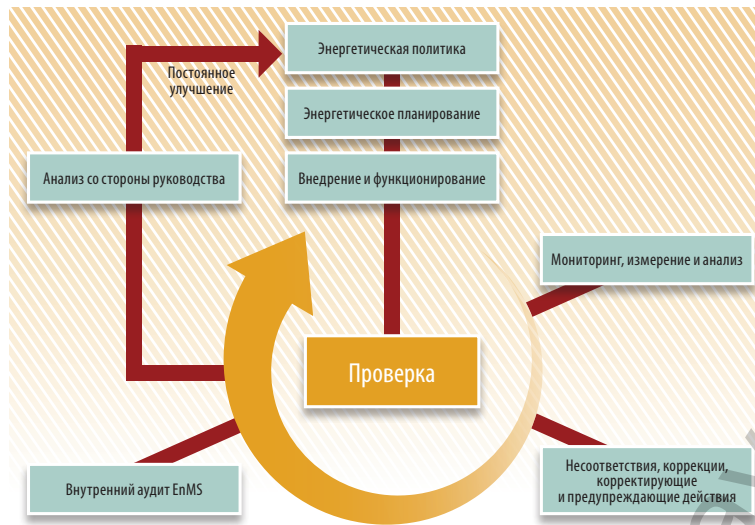 Энергетическая политика
Постоянное
улучшение
Энергетическое планирование
Анализ со стороны руководства
Внедрение и функционирование
Мониторинг, измерение и анализ
Проверка
Внутренний аудит EnMS
Несоответствия, коррекции,
корректирующие
и предупреждающие действия